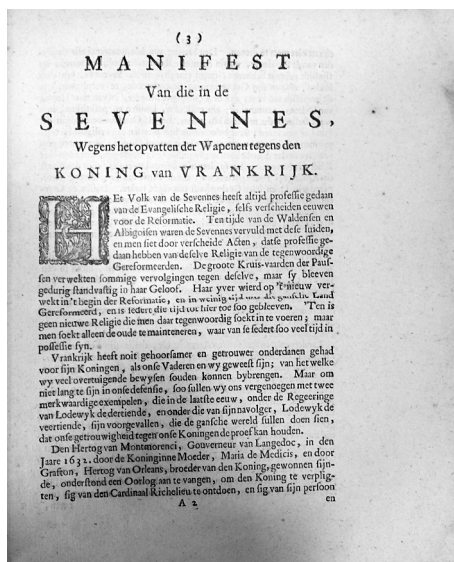 (3)
MANIFEST
Van die in de
SEVENNES,
Wegens het opvatten der Wapenen tegens den
KONING van VRANKRIJK.
HEt Volk van de Sevennes heeft altijd professie gedaan
van de Evangelische Religie, selfs verscheiden eeuwen
voor de Reformatie. Ten tijde van de Waldensen en
Albigoisen waren de Sevennes vervuld met dese luiden,
en men siet door verscheide Acten, datse professie ge-
daan hebben van deselve Religie van de tegenwoordige
Gereformeerden. De groote Kruis-vaarden der Paus-
sen verwekten sommige vervolgingen tegen deselve, maar sy bleeven
gedurig standvastig in haar Geloof. Haar yver wierd op 't nieuw ver-
wekt in 't begin der Reformatie, en in weinig tijd was die gansche Land
Gereformeerd, en is sedert die tijd tot hier toe soo gebleeven. 'Ten is
geen nieuwe Religie die men daar tegenwoordig soekt in te voeren; maar
men soekt alleen de oude te mainteneren, waar van se sedert soo veel tijd in
possessie syn.
Vrankrijk heeft noit gehoorsamer en getrouwer onderdanen gehad
voor sijn Koningen, als onse Vaderen en wy geweest sijn; van het welke
wy veel overtuigende bewysen souden konnen bybrengen. Maar om
niet lang te sijn in onse defensie, soo sullen wy ons vergenoegen met twee
merkwaardige exempelen, die in de laatste eeuw, onder de Regeeringe
van Lodewyk de dertiende, en onder die van sijn navolger, Lodewyk de
veertiende, sijn voorgevallen, die de gansche wereld sullen doen sien,
dat onse getrouwigheid tegen onse Koningen de proef kan houden.
Den Hertog van Montmorenci, Gouverneur van Langedoc, in den
Jaare 1632. door de Koninginne Moeder, Maria de Medicis, en door
Graston, Hertog van Orleans, broeder van den Koning, gewonnen sijn-
de, onderstond een Oorlog aan te vangen, om den Koning te verplig-
ten, sig van den Cardinaal Richelieu te ontdoen, en sig van sijn persoon
A 2
en